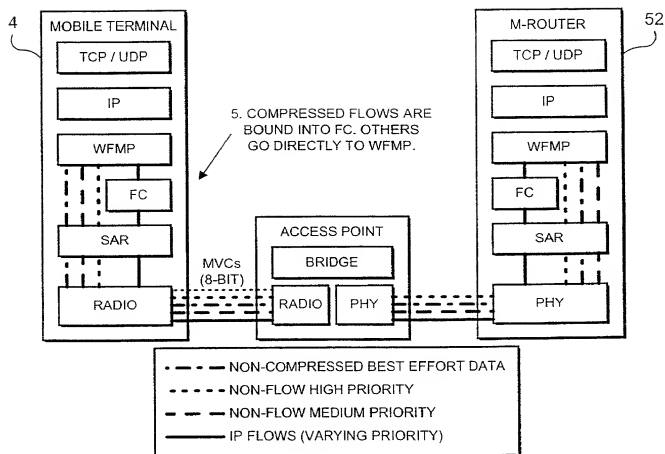 4
MOBILE TERMINAL
TCP / UDP
IP
WFMP
FC
SAR
RADIO
5. COMPRESSED FLOWS ARE
BOUND INTO FC. OTHERS
GO DIRECTLY TO WFMP.
MVCs
(8-BIT)
ACCESS POINT
BRIDGE
RADIO
PHY
M-ROUTER
52
TCP / UDP
IP
WFMP
FC
SAR
PHY
NON-COMPRESSED BEST EFFORT DATA
NON-FLOW HIGH PRIORITY
NON-FLOW MEDIUM PRIORITY
IP FLOWS (VARYING PRIORITY)